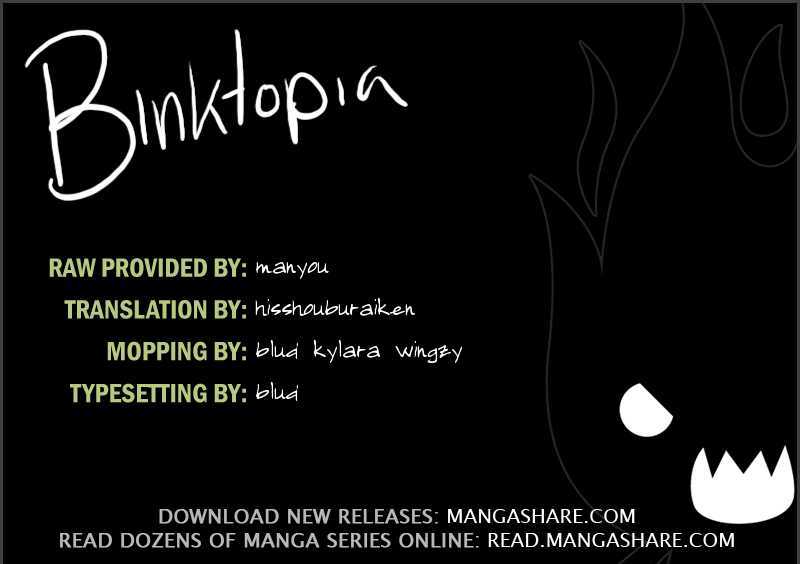 Binktopia
RAW PROVIDED BY: manyou
TRANSLATION BY: hisshouburaiken
MOPPING BY: blud kylara wingzy
TYPESETTING BY: blud
DOWNLOAD NEW RELEASES: MANGASHARE.COM
READ DOZENS OF MANGA SERIES ONLINE: READ.MANGASHARE.COM